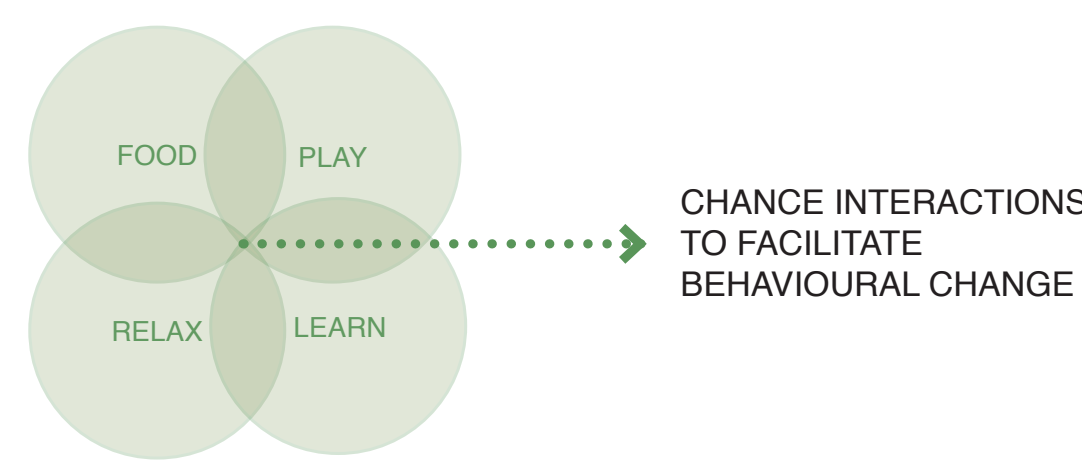 FOOD
PLAY
RELAX
LEARN
CHANCE INTERACTIONS
TO FACILITATE
BEHAVIOURAL CHANGE